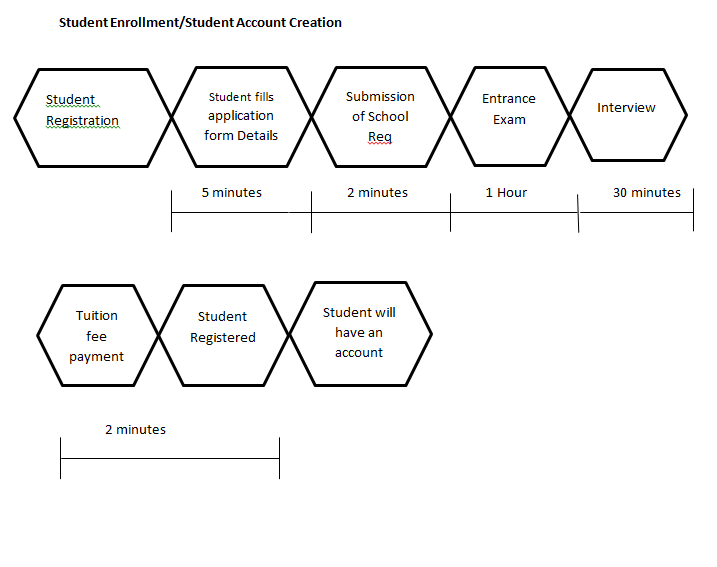 Student Enrollment/Student Account Creation
Student
Registration
Student fills
application
form Details
Submission
of School
Req
Entrance
Exam
Interview
5 minutes
2 minutes
1 Hour
30 minutes
Tuition
fee
payment
Student
Registered
Student will
have an
account
2 minutes